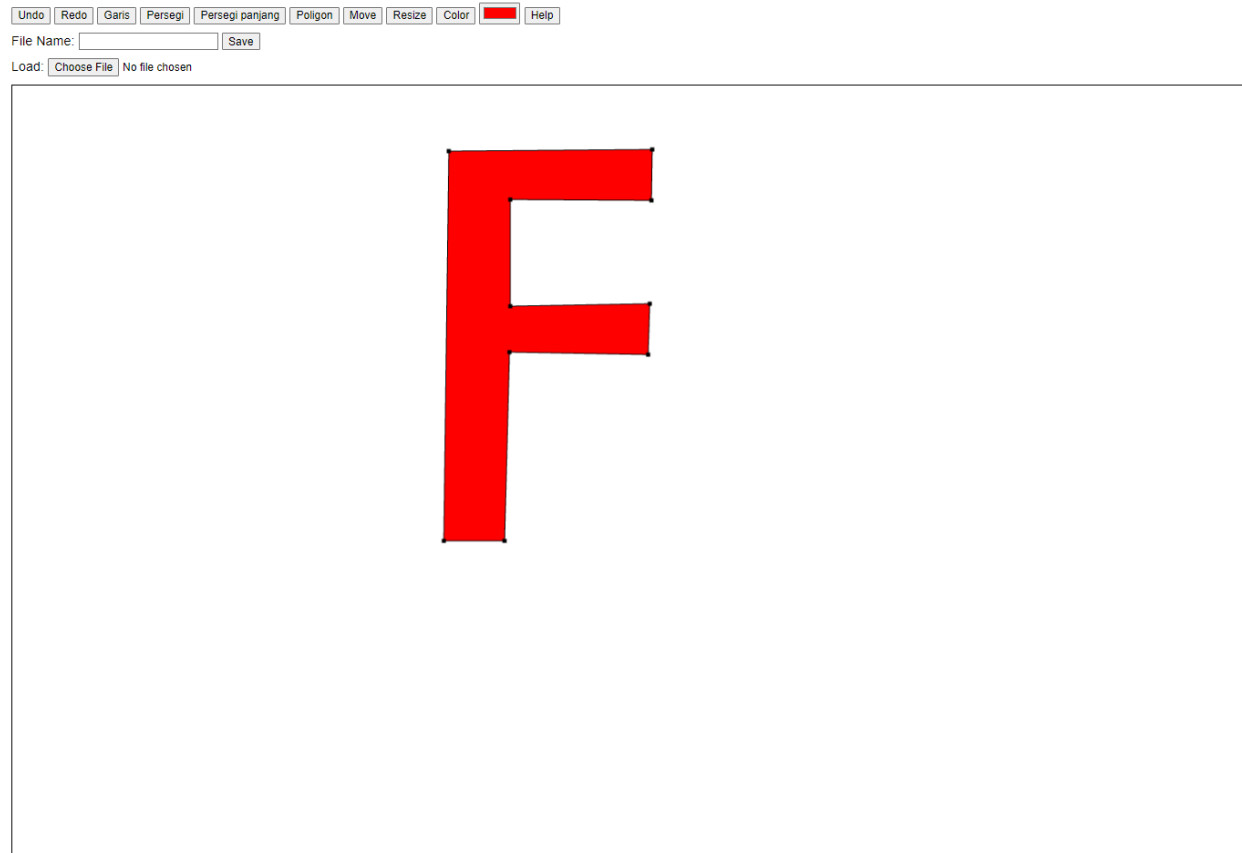 Undo Redo Garis Persegi Persegi panjang Poligon Move Resize Color Help
File Name: Save
Load: Choose File No file chosen
F